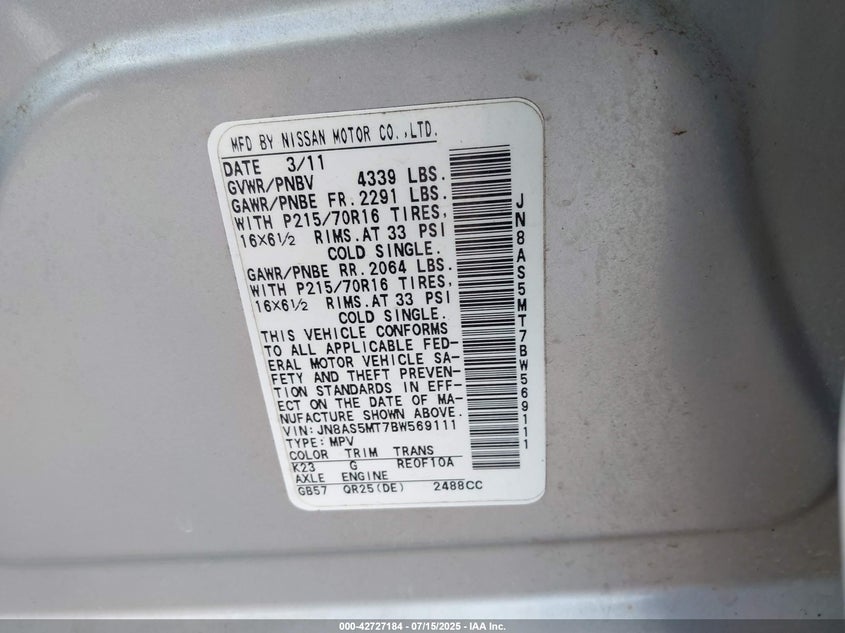 MFD BY NISSAN MOTOR CO.,LTD.
DATE 3/11
GVWR/PNBV 4339 LBS.
GAWR/PNBE FR.2291 LBS.
WITH P215/70R16 TIRES,
16X6½ RIMS.AT 33 PSI
COLD SINGLE.
GAWR/PNBE RR.2064 LBS.
WITH P215/70R16 TIRES,
16X6½ RIMS.AT 33 PSI
COLD SINGLE.
THIS VEHICLE CONFORMS
TO ALL APPLICABLE FED-
ERAL MOTOR VEHICLE SA-
FETY AND THEFT PREVEN-
TION STANDARDS IN EFF-
ECT ON THE DATE OF MA-
NUFACTURE SHOWN ABOVE.
VIN: JN8AS5MT7BW569111
TYPE: MPV
COLOR TRIM TRANS
K23 G RE0F10A
AXLE ENGINE
GB57 QR25(DE) 2488CC
JN8AS5MT7BW569111
000-42727184 - 07/15/2025 - IAA Inc.